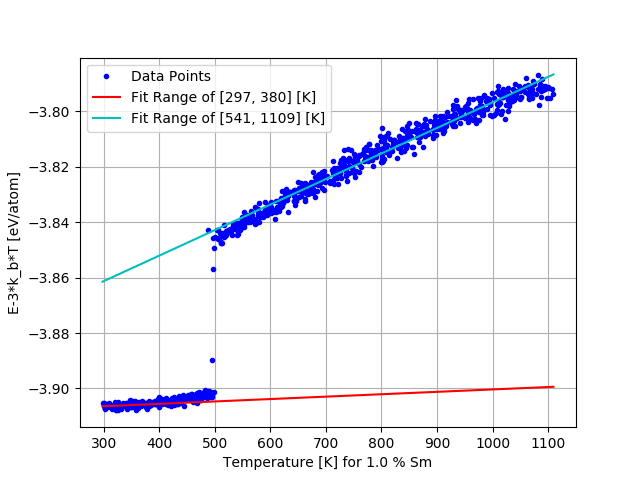 Data Points
Fit Range of [297, 380] [K]
Fit Range of [541, 1109] [K]
E-3*k_b*T [eV/atom]
−3.80
−3.82
−3.84
−3.86
−3.88
−3.90
300 400 500 600 700 800 900 1000 1100
Temperature [K] for 1.0 % Sm